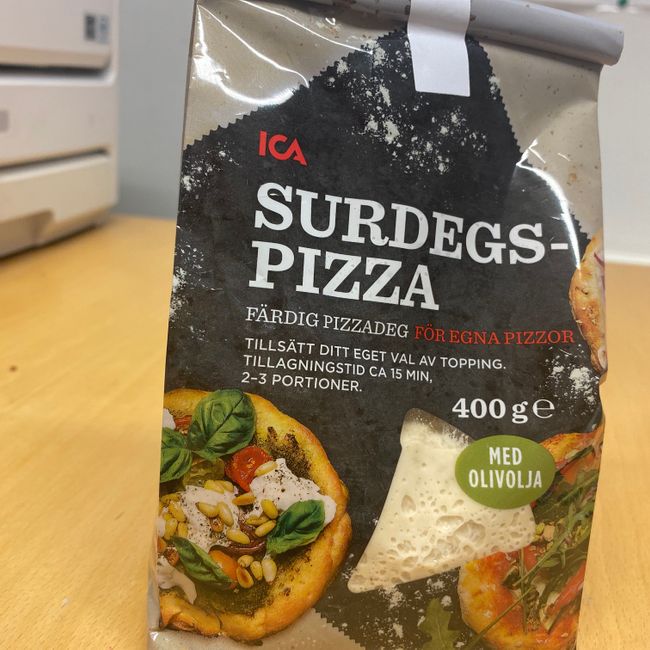 ICA
SURDEGS-
PIZZA
FÄRDIG PIZZADEG FÖR EGNA PIZZOR
TILLSÄTT DITT EGET VAL AV TOPPING.
TILLAGNINGSTID CA 15 MIN,
2–3 PORTIONER.
400 g ℮
MED
OLIVOLJA